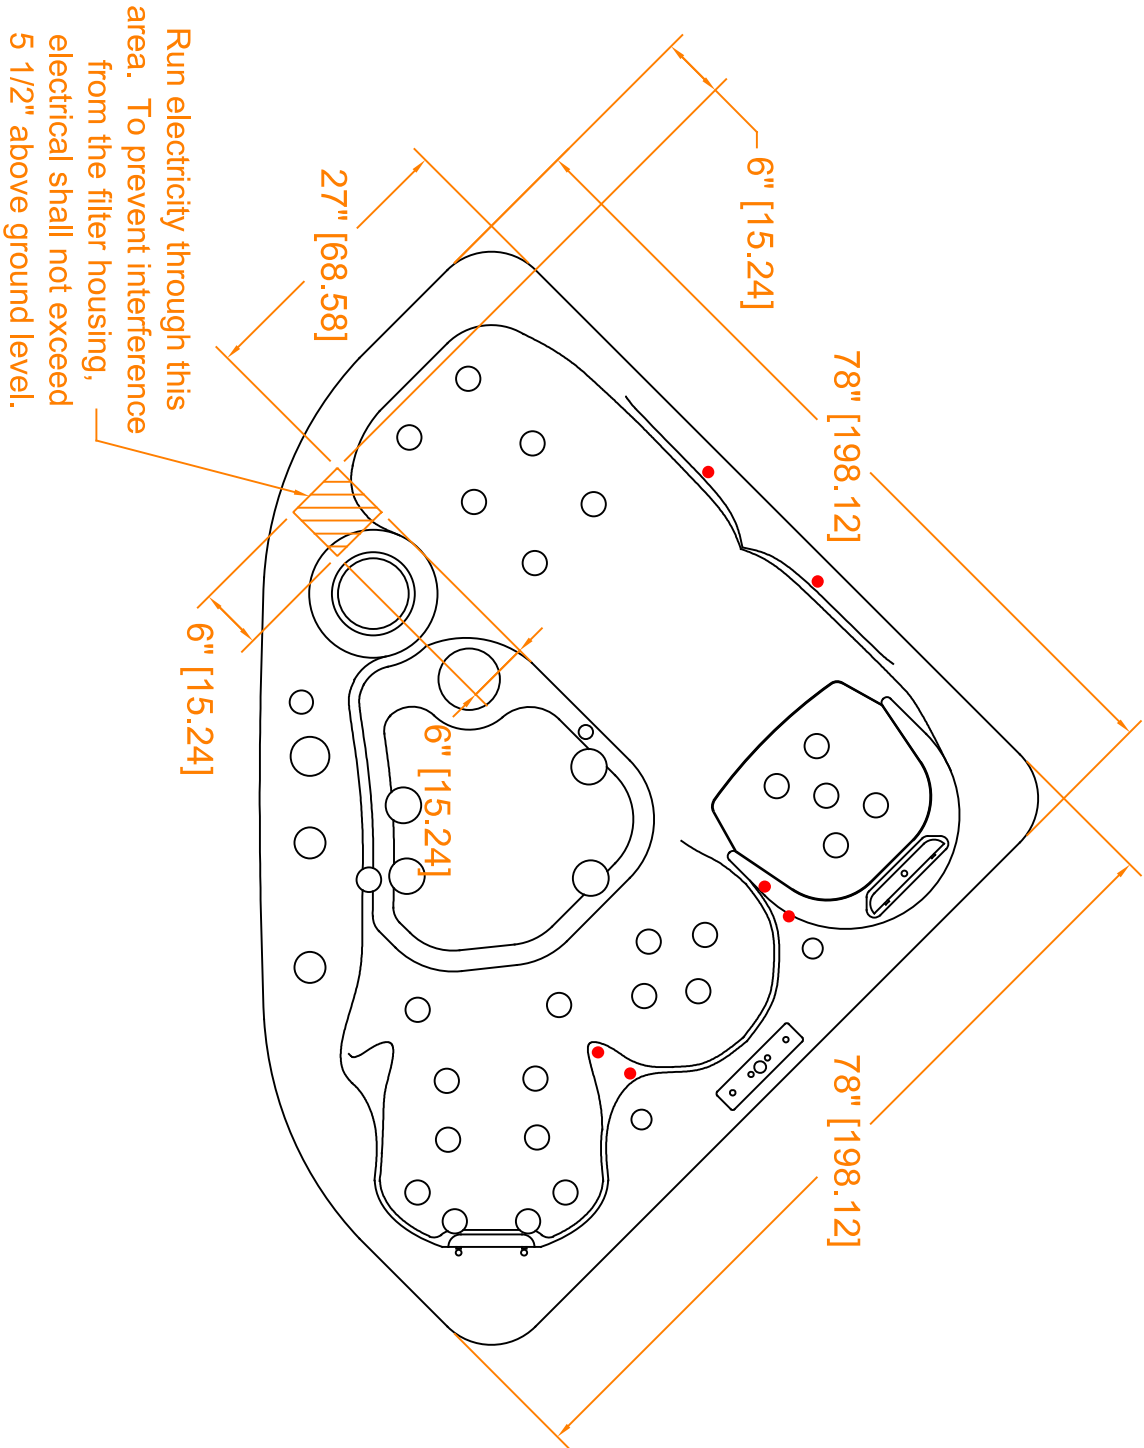 Run electricity through this
area.  To prevent interference
from the filter housing,
electrical shall not exceed
5 1/2" above ground level.
27" [68.58]
6" [15.24]
78" [198.12]
6" [15.24]
6" [15.24]
78" [198.12]